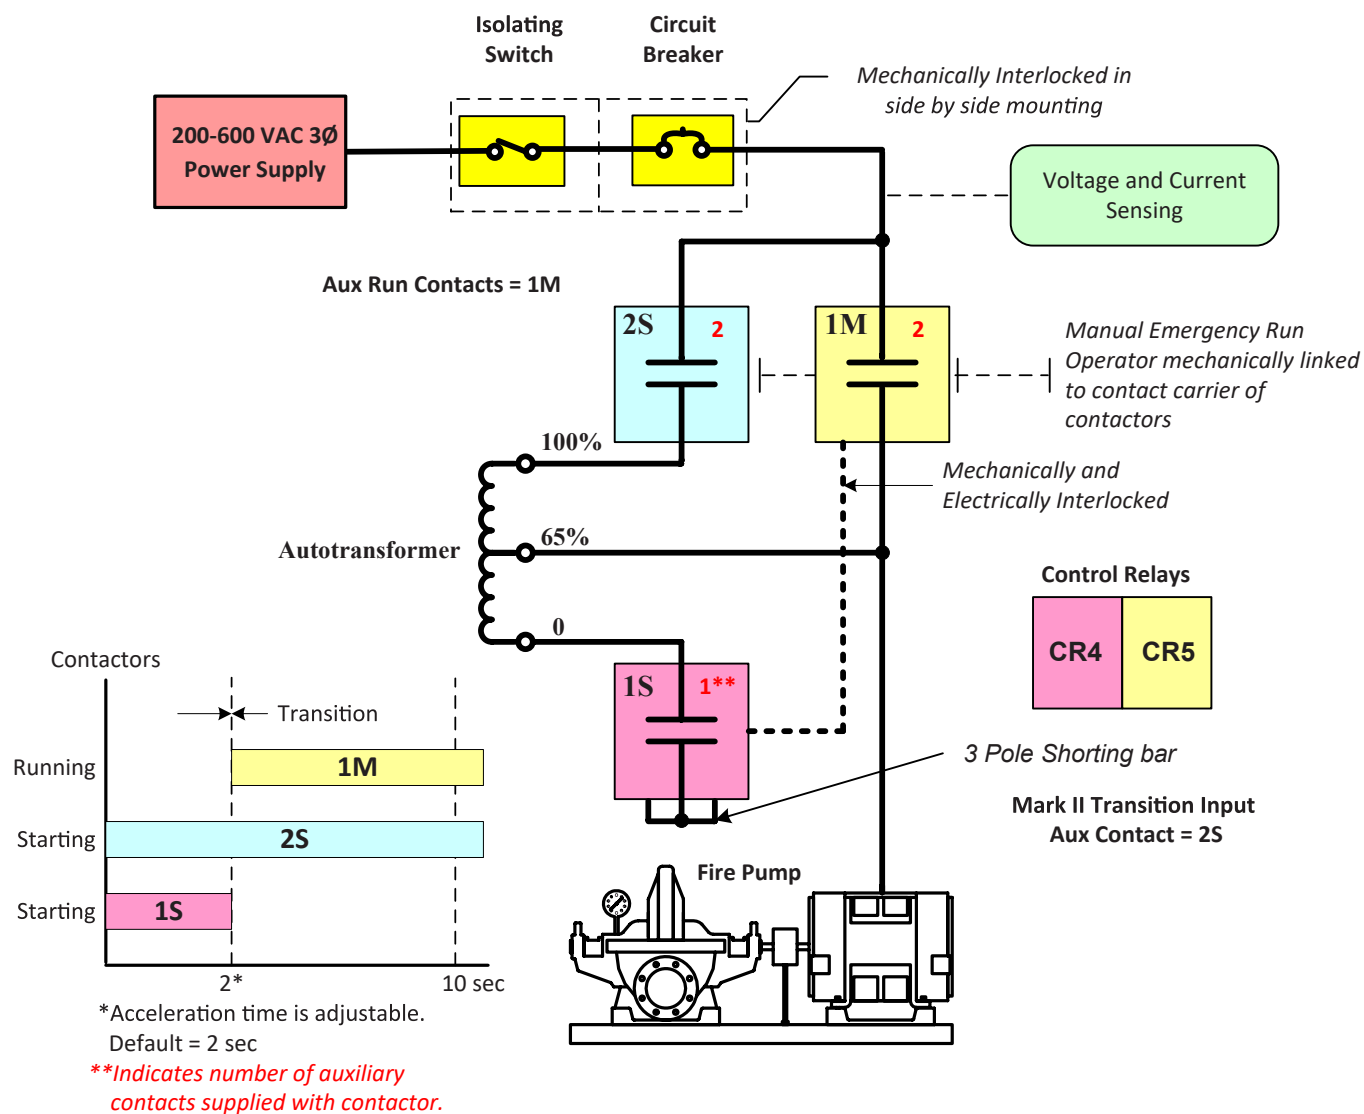 Isolating
Switch
Circuit
Breaker
Mechanically Interlocked in
side by side mounting
200-600 VAC 3Ø
Power Supply
Voltage and Current
Sensing
Aux Run Contacts = 1M
2S
2
1M
2
Manual Emergency Run
Operator mechanically linked
to contact carrier of
contactors
100%
Mechanically and
Electrically Interlocked
65%
Autotransformer
0
Control Relays
CR4
CR5
1S
1**
3 Pole Shorting bar
Mark II Transition Input
Aux Contact = 2S
Fire Pump
Contactors
Transition
Running
1M
Starting
2S
Starting
1S
2*
10 sec
*Acceleration time is adjustable.
Default = 2 sec
**Indicates number of auxiliary
contacts supplied with contactor.